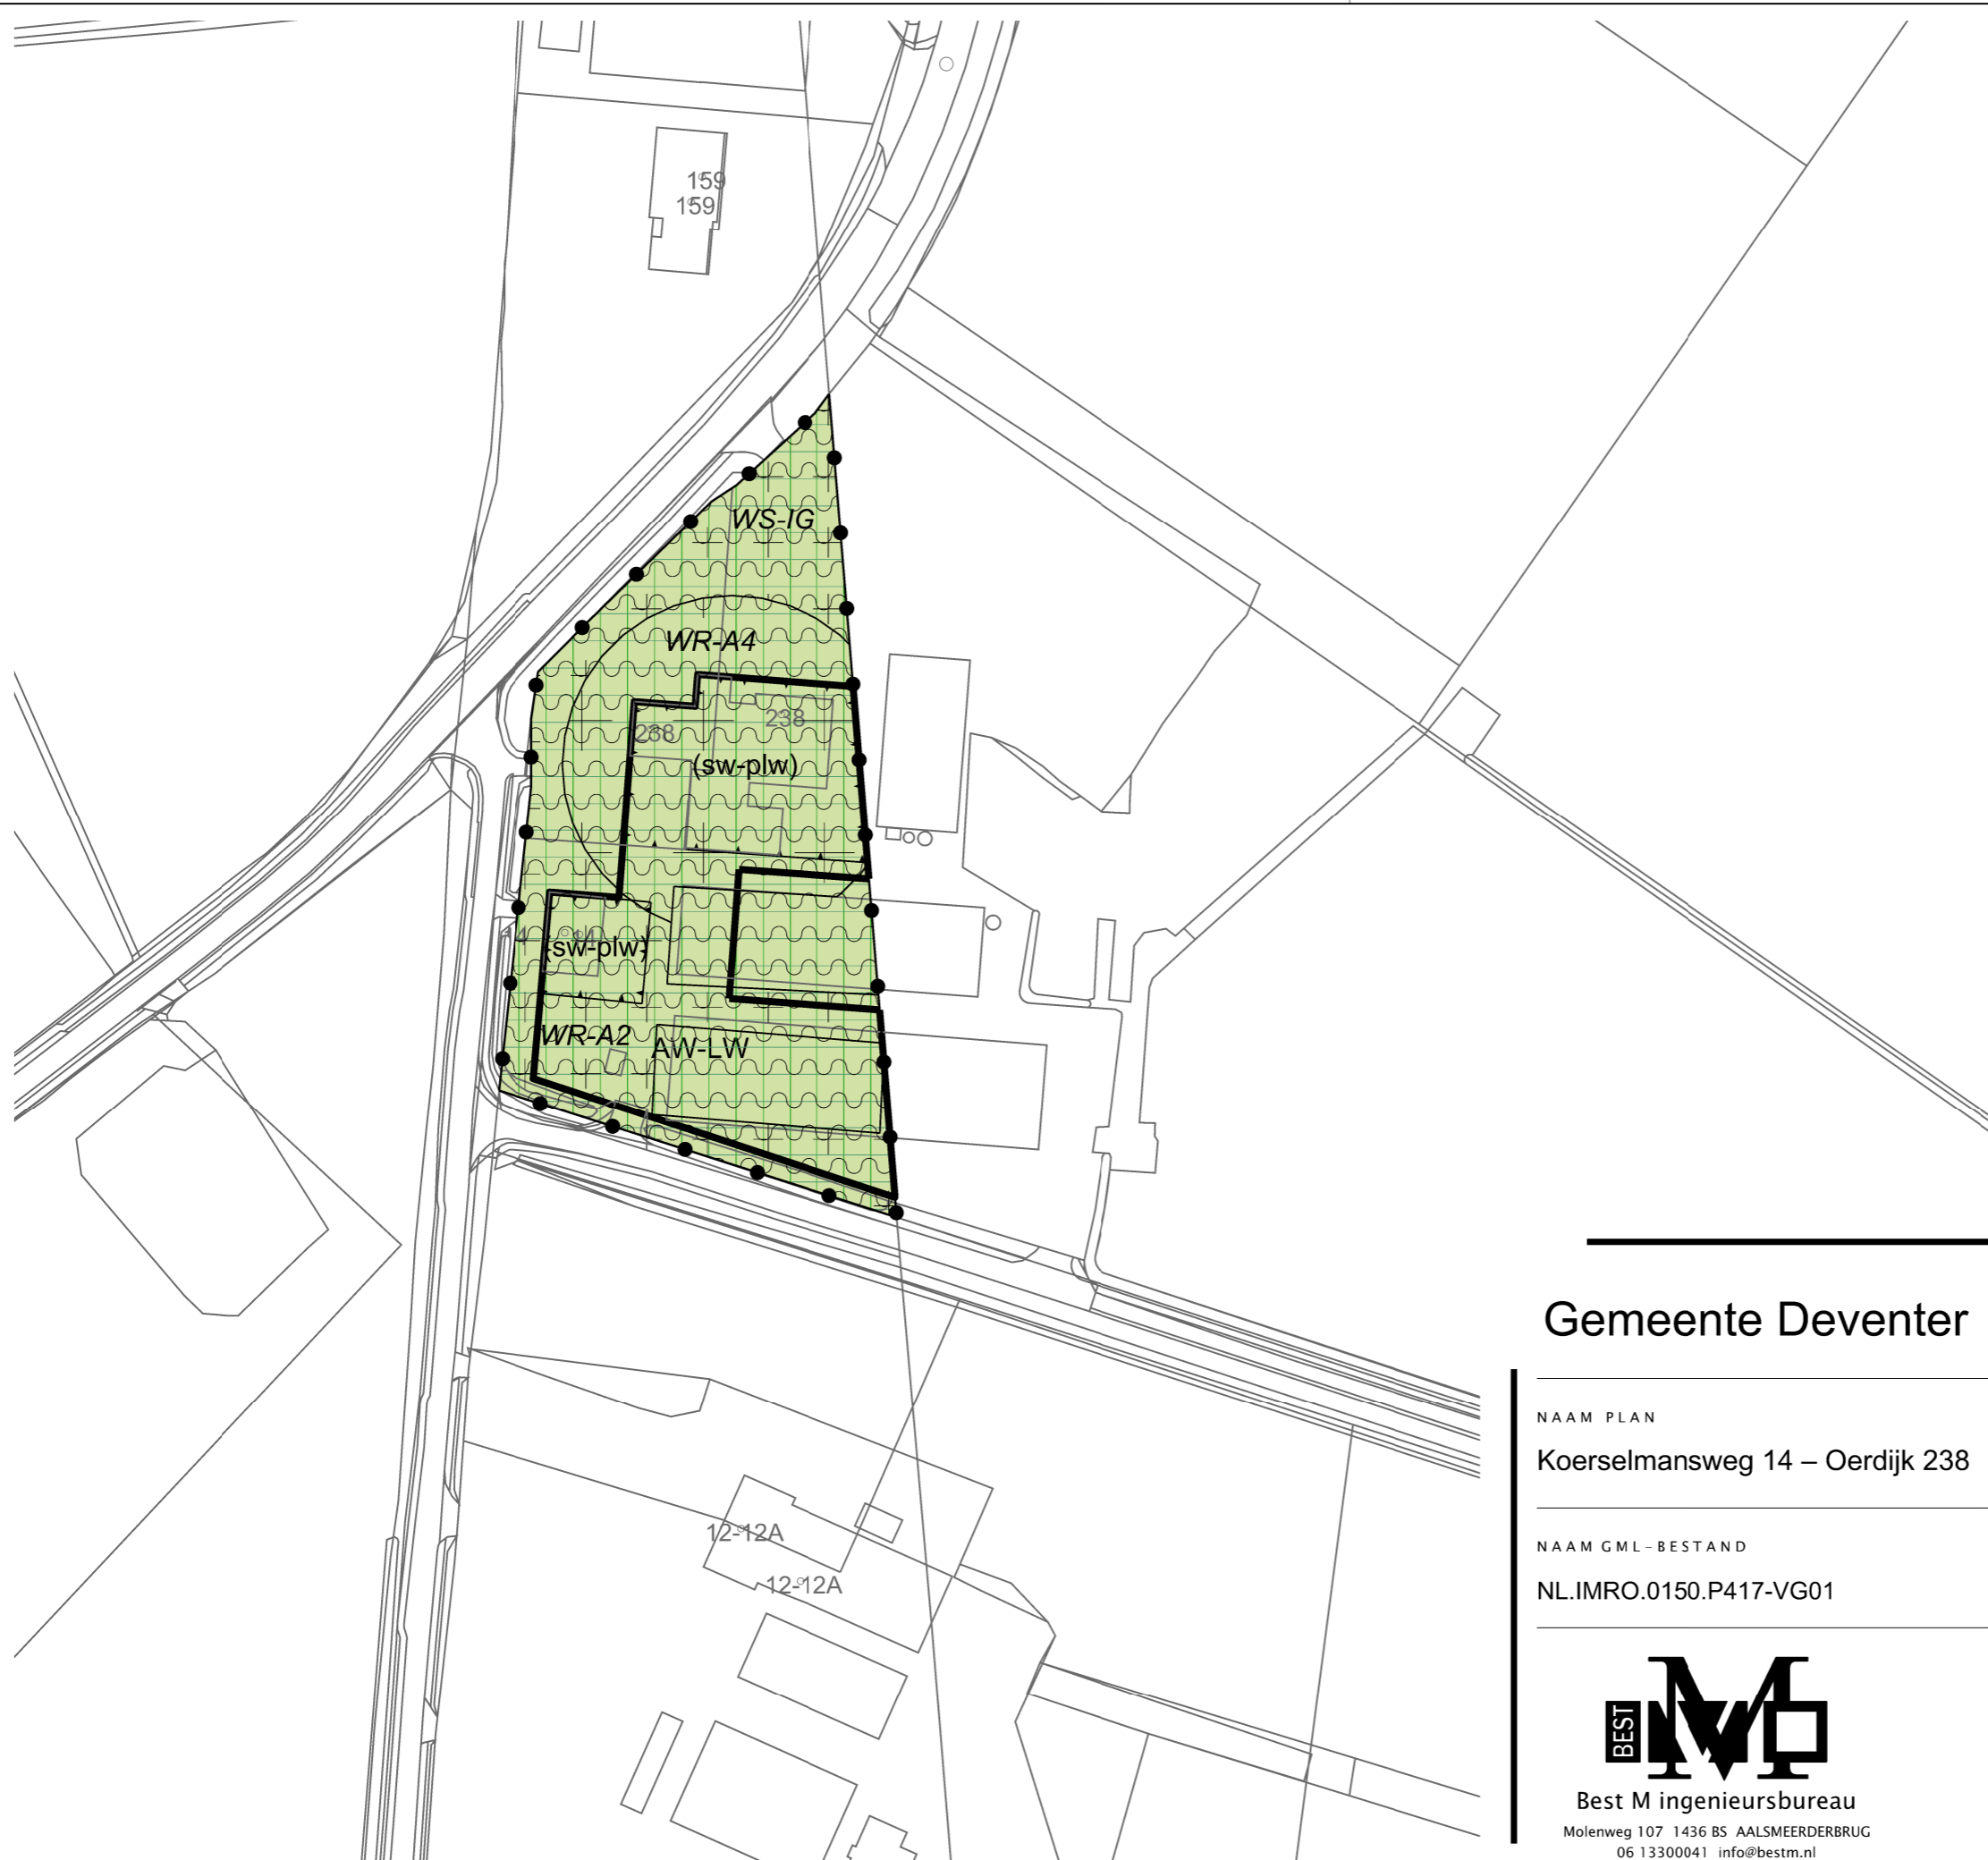 159
159
WS-IG
WR-A4
238
238
(sw-plw)
14
14
(sw-plw)
WR-A2
AW-LW
12-12A
12-12A
Gemeente Deventer
NAAM PLAN
Koerselmansweg 14 – Oerdijk 238
NAAM GML-BESTAND
NL.IMRO.0150.P417-VG01
BEST
M
Best M ingenieursbureau
Molenweg 107 1436 BS AALSMEERDERBRUG
06 13300041 info@bestm.nl